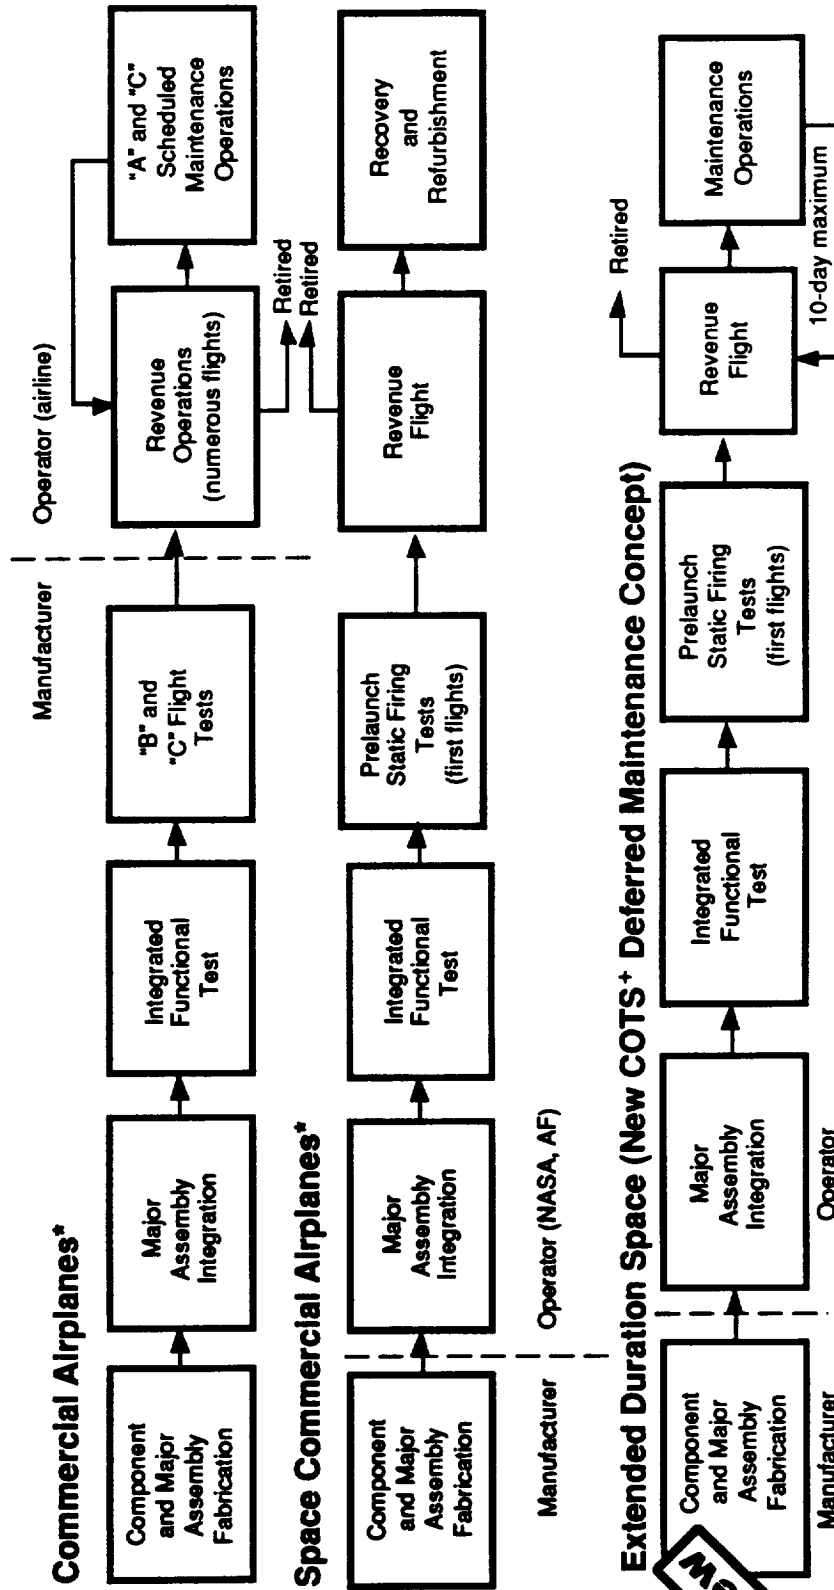 Commercial Airplanes*
Manufacturer
Operator (airline)
Component
and Major
Assembly
Fabrication
Major
Assembly
Integration
Integrated
Functional
Test
"B" and
"C" Flight
Tests
Revenue
Operations
(numerous flights)
"A" and "C"
Scheduled
Maintenance
Operations
Retired
Space Commercial Airplanes*
Retired
Component
and Major
Assembly
Fabrication
Major
Assembly
Integration
Integrated
Functional
Test
Prelaunch
Static Firing
Tests
(first flights)
Revenue
Flight
Recovery
and
Refurbishment
Manufacturer
Operator (NASA, AF)
Extended Duration Space (New COTS+ Deferred Maintenance Concept)
Retired
Component
and Major
Assembly
Fabrication
Major
Assembly
Integration
Integrated
Functional
Test
Prelaunch
Static Firing
Tests
(first flights)
Revenue
Flight
Maintenance
Operations
10-day maximum
Manufacturer
Operator